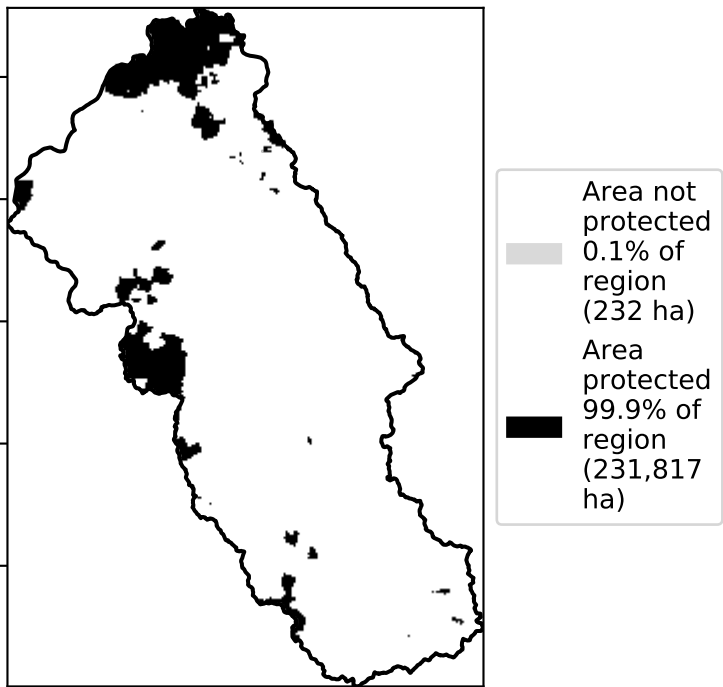 Area not
protected
0.1% of
region
(232 ha)
Area
protected
99.9% of
region
(231,817
ha)